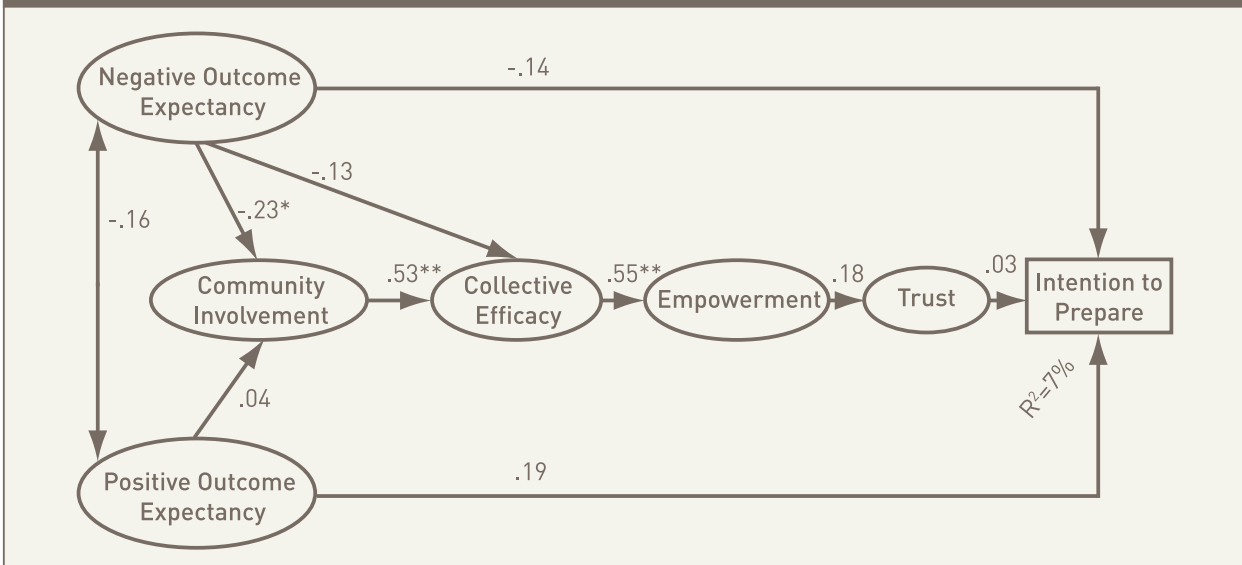 Negative Outcome
Expectancy
-.14
-.13
-.23*
-.16
Community
Involvement
.53**
Collective
Efficacy
.55**
Empowerment
.18
Trust
.03
Intention to
Prepare
.04
R²=7%
Positive Outcome
Expectancy
.19